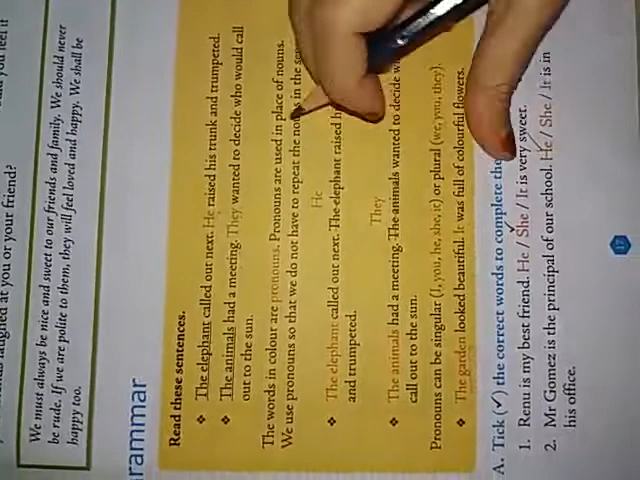 laughed at you or your friend?
you feel it
We must always be nice and sweet to our friends and family. We should never
be rude. If we are polite to them, they will feel loved and happy. We shall be
happy too.
rammar
Read these sentences.
❖ The elephant called out next. He raised his trunk and trumpeted.
❖ The animals had a meeting. They wanted to decide who would call
out to the sun.
The words in colour are pronouns. Pronouns are used in place of nouns.
We use pronouns so that we do not have to repeat the in the
He
❖ The elephant called out next. The elephant raised
and trumpeted.
They
❖ The animals had a meeting. The animals wanted to decide
call out to the sun.
Pronouns can be singular (I, you, he, she, it) or plural (we, you, they).
❖ The garden looked beautiful. It was full of colourful flowers.
A. Tick (✓) the correct words to complete the
1. Renu is my best friend. He / She / It is very sweet.
2. Mr Gomez is the principal of our school. He / She / It is in
his office.
17